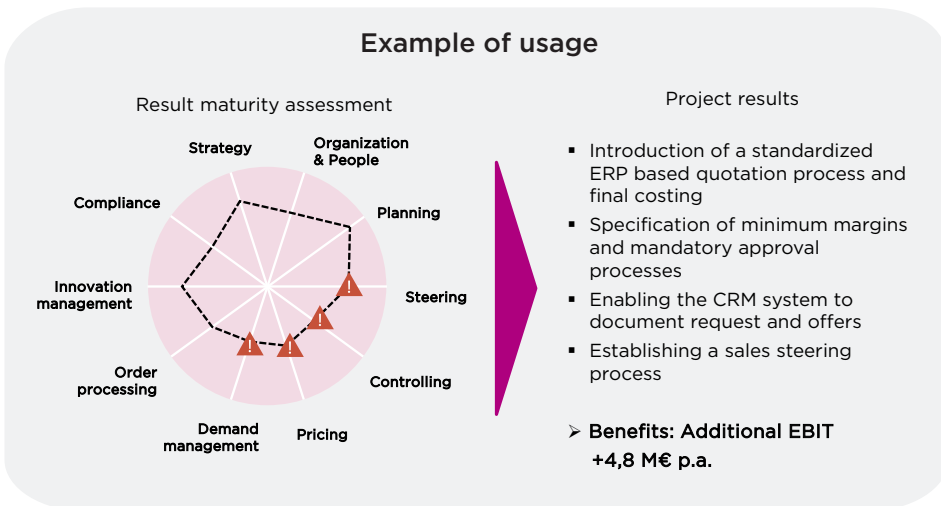 Example of usage
Result maturity assessment
Strategy
Organization
& People
Compliance
Planning
Innovation
management
Steering
Order
processing
Controlling
Demand
management
Pricing
!
!
!
!
Project results
▪ Introduction of a standardized
ERP based quotation process and
final costing
▪ Specification of minimum margins
and mandatory approval
processes
▪ Enabling the CRM system to
document request and offers
▪ Establishing a sales steering
process
➢ Benefits: Additional EBIT
+4,8 M€ p.a.